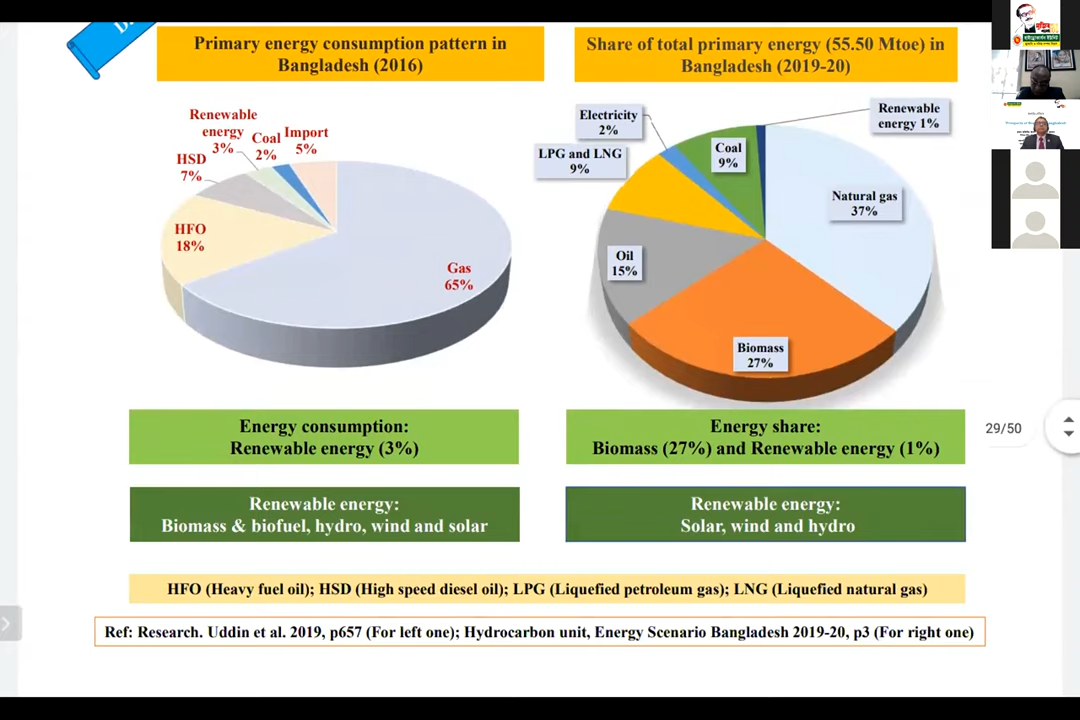 Primary energy consumption pattern in
Bangladesh (2016)
Share of total primary energy (55.50 Mtoe) in
Bangladesh (2019-20)
Renewable
energy
3%
Coal
2%
Import
5%
HSD
7%
HFO
18%
Gas
65%
Electricity
2%
Renewable
energy 1%
LPG and LNG
9%
Coal
9%
Natural gas
37%
Oil
15%
Biomass
27%
Energy consumption:
Renewable energy (3%)
Energy share:
Biomass (27%) and Renewable energy (1%)
29/50
Renewable energy:
Biomass & biofuel, hydro, wind and solar
Renewable energy:
Solar, wind and hydro
HFO (Heavy fuel oil); HSD (High speed diesel oil); LPG (Liquefied petroleum gas); LNG (Liquefied natural gas)
Ref: Research. Uddin et al. 2019, p657 (For left one); Hydrocarbon unit, Energy Scenario Bangladesh 2019-20, p3 (For right one)